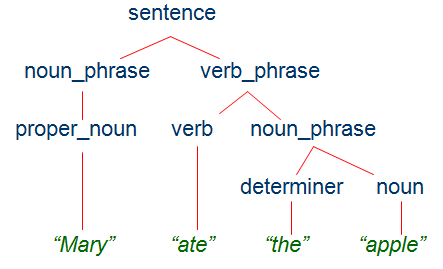 sentence
noun_phrase verb_phrase
proper_noun verb noun_phrase
determiner noun
“Mary” “ate” “the” “apple”